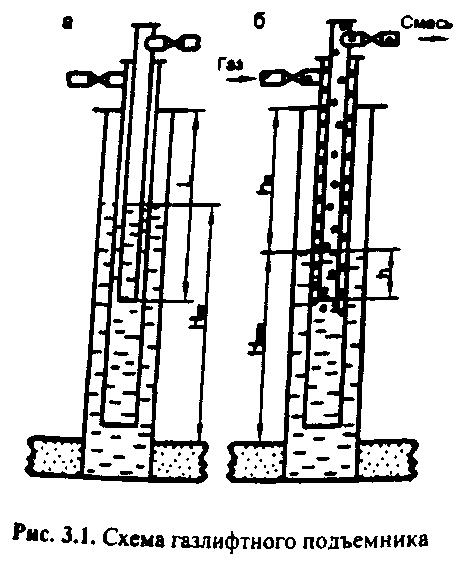 а
б
Смесь
Газ
L
h
Рис. 3.1. Схема газлифтного подъемника